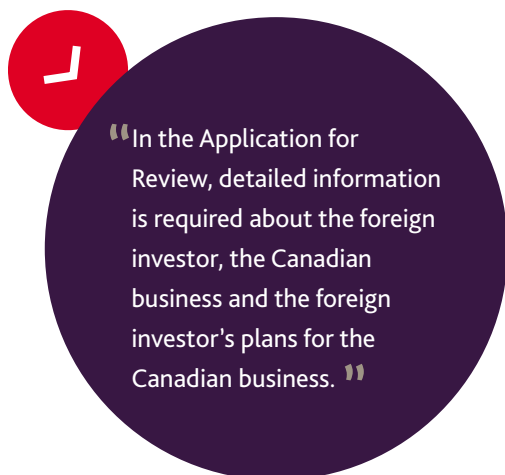 “In the Application for
Review, detailed information
is required about the foreign
investor, the Canadian
business and the foreign
investor’s plans for the
Canadian business. ”